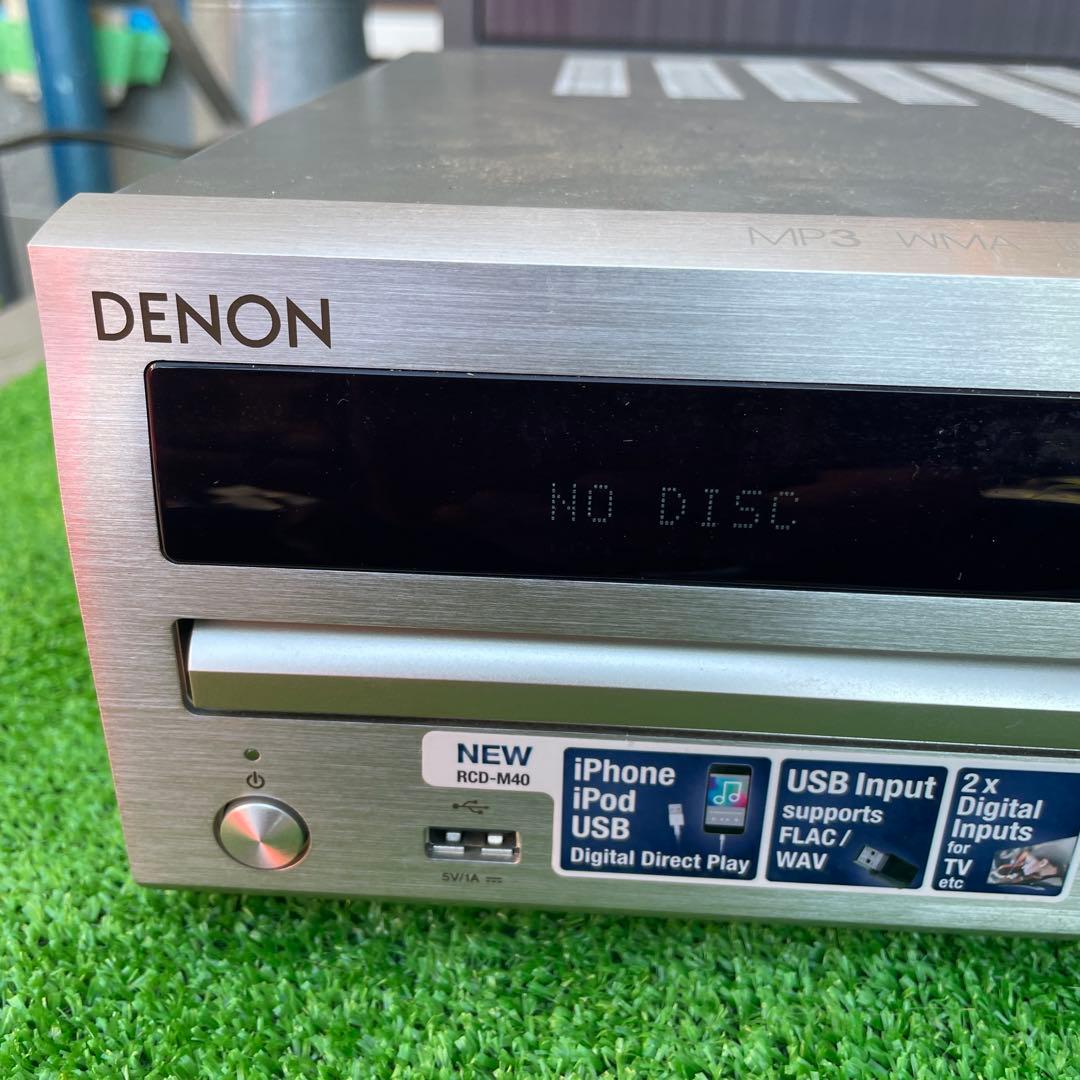 MP3 WMA
DENON
NO DISC
NEW
RCD-M40
5V/1A
iPhone
iPod
USB
Digital Direct Play
USB Input
supports
FLAC /
WAV
2 x
Digital
Inputs
for
TV
etc